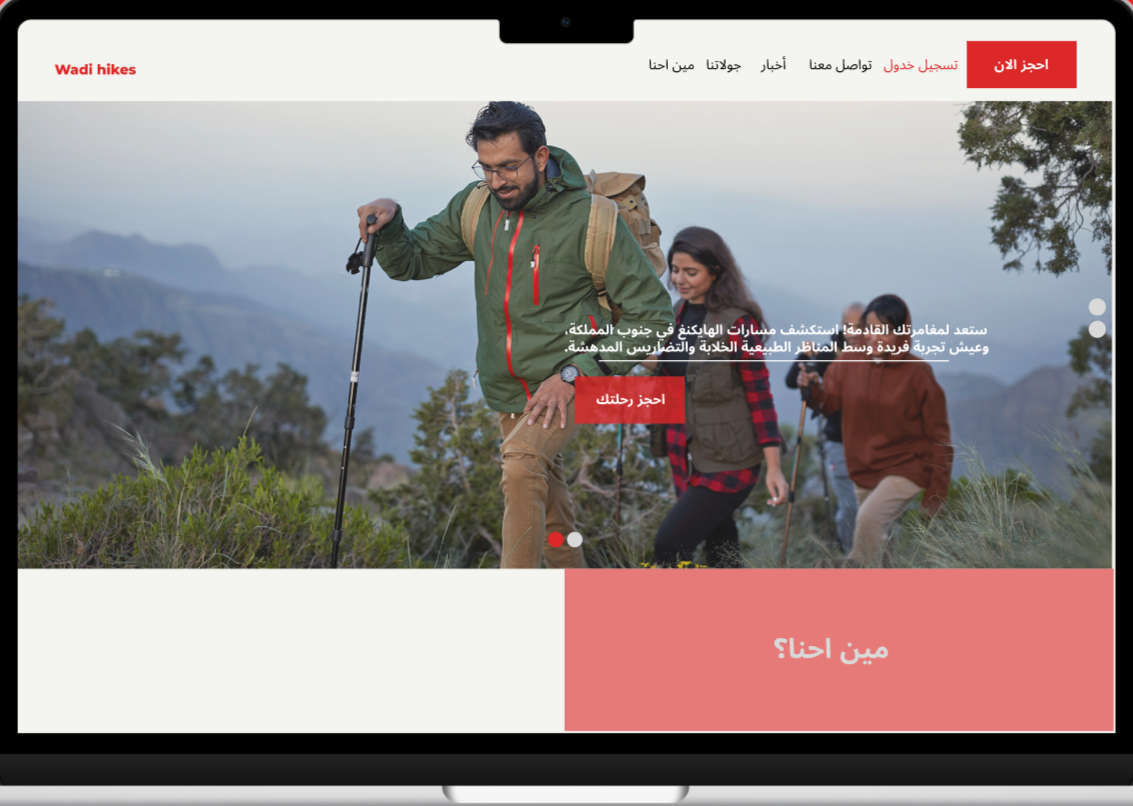 احجز الان
تسجيل خدول
تواصل معنا
أخبار
جولاتنا
مين احنا
Wadi hikes
ستعد لمغامرتك القادمة! استكشف مسارات الهايكنغ في جنوب المملكة،
وعيش تجربة فريدة وسط المناظر الطبيعية الخلابة والتضاريس المدهشة.
احجز رحلتك
مين احنا؟